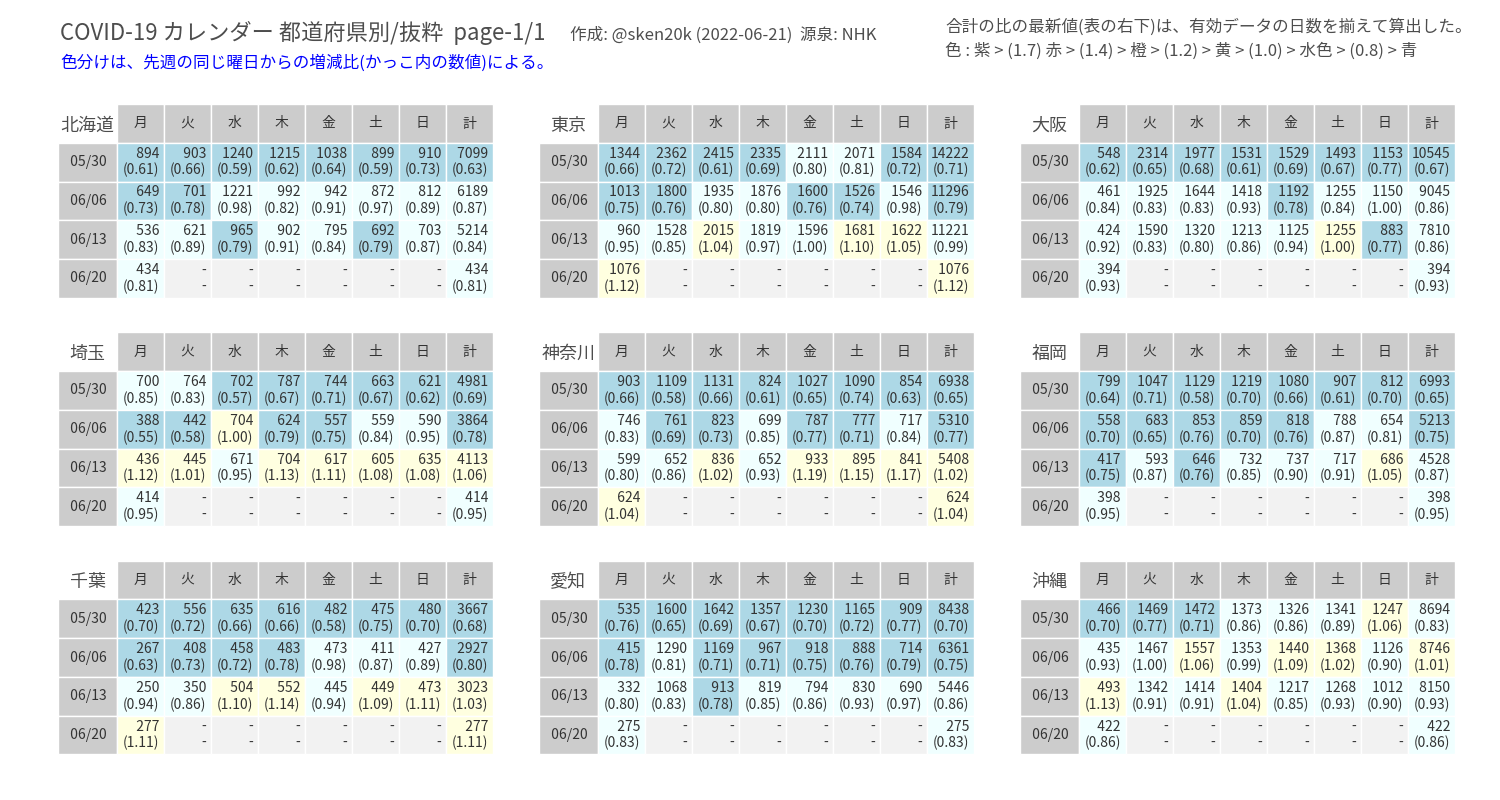 COVID-19 カレンダー 都道府県別/抜粋 page-1/1 作成: @sken20k (2022-06-21) 源泉: NHK
色分けは、先週の同じ曜日からの増減比(かっこ内の数値)による。
合計の比の最新値(表の右下)は、有効データの日数を揃えて算出した。
色 : 紫 > (1.7) 赤 > (1.4) > 橙 > (1.2) > 黄 > (1.0) > 水色 > (0.8) > 青
北海道 月 火 水 木 金 土 日 計
05/30 894 903 1240 1215 1038 899 910 7099
(0.61) (0.66) (0.59) (0.62) (0.64) (0.59) (0.73) (0.63)
06/06 649 701 1221 992 942 872 812 6189
(0.73) (0.78) (0.98) (0.82) (0.91) (0.97) (0.89) (0.87)
06/13 536 621 965 902 795 692 703 5214
(0.83) (0.89) (0.79) (0.91) (0.84) (0.79) (0.87) (0.84)
06/20 434 - - - - - - 434
(0.81) - - - - - - (0.81)
東京 月 火 水 木 金 土 日 計
05/30 1344 2362 2415 2335 2111 2071 1584 14222
(0.66) (0.72) (0.61) (0.69) (0.80) (0.81) (0.72) (0.71)
06/06 1013 1800 1935 1876 1600 1526 1546 11296
(0.75) (0.76) (0.80) (0.80) (0.76) (0.74) (0.98) (0.79)
06/13 960 1528 2015 1819 1596 1681 1622 11221
(0.95) (0.85) (1.04) (0.97) (1.00) (1.10) (1.05) (0.99)
06/20 1076 - - - - - - 1076
(1.12) - - - - - - (1.12)
大阪 月 火 水 木 金 土 日 計
05/30 548 2314 1977 1531 1529 1493 1153 10545
(0.62) (0.65) (0.68) (0.61) (0.69) (0.67) (0.77) (0.67)
06/06 461 1925 1644 1418 1192 1255 1150 9045
(0.84) (0.83) (0.83) (0.93) (0.78) (0.84) (1.00) (0.86)
06/13 424 1590 1320 1213 1125 1255 883 7810
(0.92) (0.83) (0.80) (0.86) (0.94) (1.00) (0.77) (0.86)
06/20 394 - - - - - - 394
(0.93) - - - - - - (0.93)
埼玉 月 火 水 木 金 土 日 計
05/30 700 764 702 787 744 663 621 4981
(0.85) (0.83) (0.57) (0.67) (0.71) (0.67) (0.62) (0.69)
06/06 388 442 704 624 557 559 590 3864
(0.55) (0.58) (1.00) (0.79) (0.75) (0.84) (0.95) (0.78)
06/13 436 445 671 704 617 605 635 4113
(1.12) (1.01) (0.95) (1.13) (1.11) (1.08) (1.08) (1.06)
06/20 414 - - - - - - 414
(0.95) - - - - - - (0.95)
神奈川 月 火 水 木 金 土 日 計
05/30 903 1109 1131 824 1027 1090 854 6938
(0.66) (0.58) (0.66) (0.61) (0.65) (0.74) (0.63) (0.65)
06/06 746 761 823 699 787 777 717 5310
(0.83) (0.69) (0.73) (0.85) (0.77) (0.71) (0.84) (0.77)
06/13 599 652 836 652 933 895 841 5408
(0.80) (0.86) (1.02) (0.93) (1.19) (1.15) (1.17) (1.02)
06/20 624 - - - - - - 624
(1.04) - - - - - - (1.04)
福岡 月 火 水 木 金 土 日 計
05/30 799 1047 1129 1219 1080 907 812 6993
(0.64) (0.71) (0.58) (0.70) (0.66) (0.61) (0.70) (0.65)
06/06 558 683 853 859 818 788 654 5213
(0.70) (0.65) (0.76) (0.70) (0.76) (0.87) (0.81) (0.75)
06/13 417 593 646 732 737 717 686 4528
(0.75) (0.87) (0.76) (0.85) (0.90) (0.91) (1.05) (0.87)
06/20 398 - - - - - - 398
(0.95) - - - - - - (0.95)
千葉 月 火 水 木 金 土 日 計
05/30 423 556 635 616 482 475 480 3667
(0.70) (0.72) (0.66) (0.66) (0.58) (0.75) (0.70) (0.68)
06/06 267 408 458 483 473 411 427 2927
(0.63) (0.73) (0.72) (0.78) (0.98) (0.87) (0.89) (0.80)
06/13 250 350 504 552 445 449 473 3023
(0.94) (0.86) (1.10) (1.14) (0.94) (1.09) (1.11) (1.03)
06/20 277 - - - - - - 277
(1.11) - - - - - - (1.11)
愛知 月 火 水 木 金 土 日 計
05/30 535 1600 1642 1357 1230 1165 909 8438
(0.76) (0.65) (0.69) (0.67) (0.70) (0.72) (0.77) (0.70)
06/06 415 1290 1169 967 918 888 714 6361
(0.78) (0.81) (0.71) (0.71) (0.75) (0.76) (0.79) (0.75)
06/13 332 1068 913 819 794 830 690 5446
(0.80) (0.83) (0.78) (0.85) (0.86) (0.93) (0.97) (0.86)
06/20 275 - - - - - - 275
(0.83) - - - - - - (0.83)
沖縄 月 火 水 木 金 土 日 計
05/30 466 1469 1472 1373 1326 1341 1247 8694
(0.70) (0.77) (0.71) (0.86) (0.86) (0.89) (1.06) (0.83)
06/06 435 1467 1557 1353 1440 1368 1126 8746
(0.93) (1.00) (1.06) (0.99) (1.09) (1.02) (0.90) (1.01)
06/13 493 1342 1414 1404 1217 1268 1012 8150
(1.13) (0.91) (0.91) (1.04) (0.85) (0.93) (0.90) (0.93)
06/20 422 - - - - - - 422
(0.86) - - - - - - (0.86)